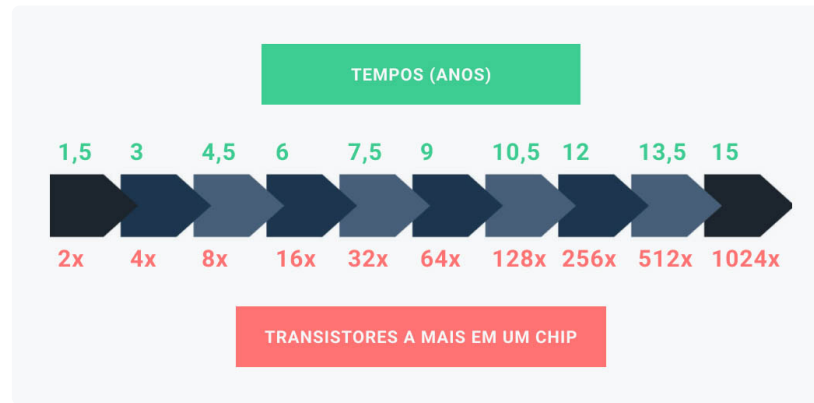 TEMPOS (ANOS)
1,5 3 4,5 6 7,5 9 10,5 12 13,5 15
2x 4x 8x 16x 32x 64x 128x 256x 512x 1024x
TRANSISTORES A MAIS EM UM CHIP